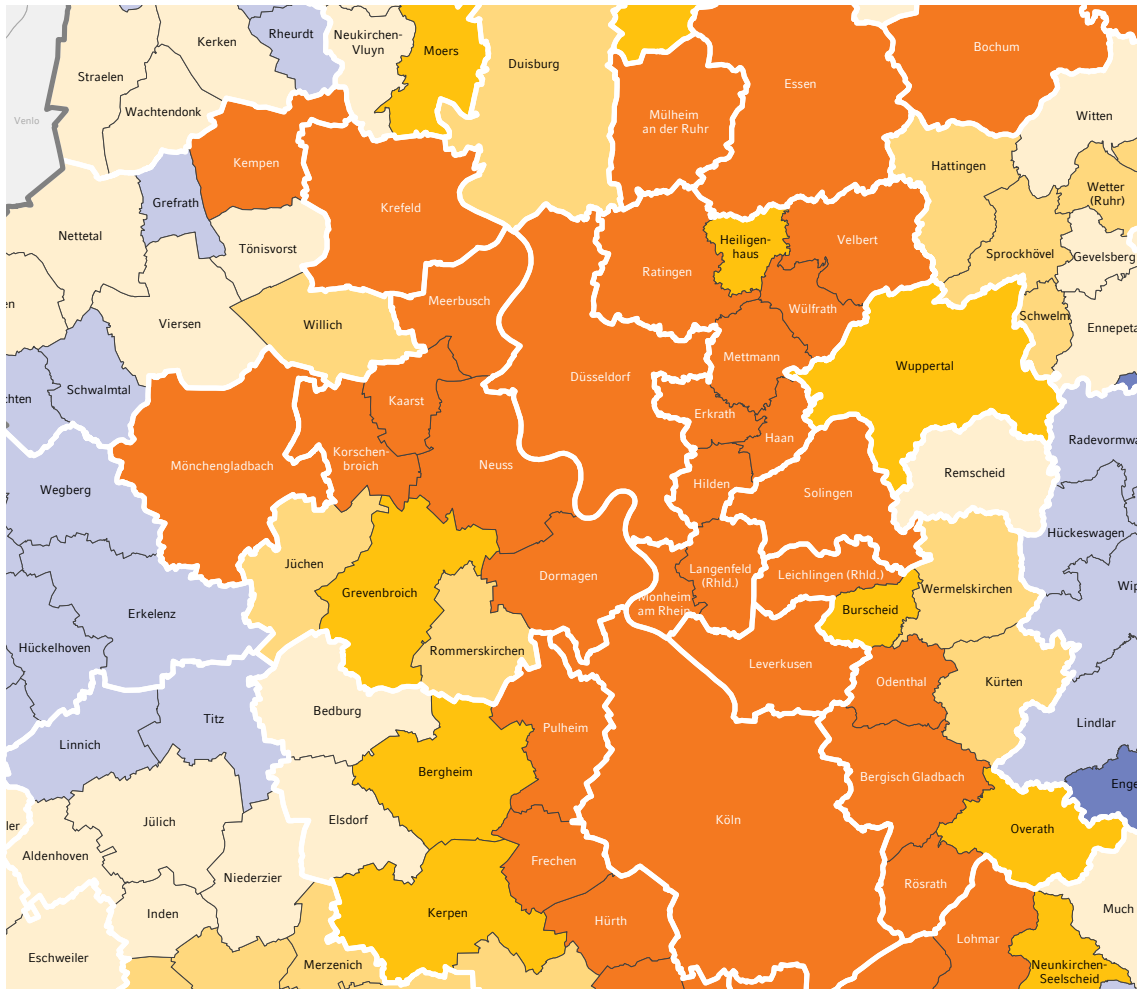 Kerken
Rheurdt
Neukirchen-
Vluyn
Moers
Duisburg
Bochum
Straelen
Essen
Wachtendonk
Venlo
Mülheim
an der Ruhr
Witten
Kempen
Hattingen
Wetter
(Ruhr)
Grefrath
Krefeld
Nettetal
Tönisvorst
Heiligen-
haus
Velbert
Sprockhövel
Gevelsberg
Ratingen
en
Meerbusch
Wülfrath
Viersen
Willich
Schwelm
Ennepeta
Mettmann
Wuppertal
Düsseldorf
Schwalmtal
chten
Kaarst
Erkrath
Haan
Radevormwa
Korschen-
broich
Mönchengladbach
Neuss
Remscheid
Wegberg
Hilden
Solingen
Hückeswagen
Jüchen
Dormagen
Langenfeld
(Rhld.)
Leichlingen (Rhld.)
Wermelskirchen
Wip
Grevenbroich
Monheim
am Rhein
Burscheid
Erkelenz
Hückelhoven
Rommerskirchen
Leverkusen
Odenthal
Kürten
Bedburg
Titz
Linnich
Pulheim
Lindlar
Bergheim
Bergisch Gladbach
Enge
Elsdorf
Köln
Jülich
ler
Overath
Aldenhoven
Frechen
Niederzier
Rösrath
Inden
Kerpen
Hürth
Much
Lohmar
Eschweiler
Merzenich
Neunkirchen-
Seelscheid